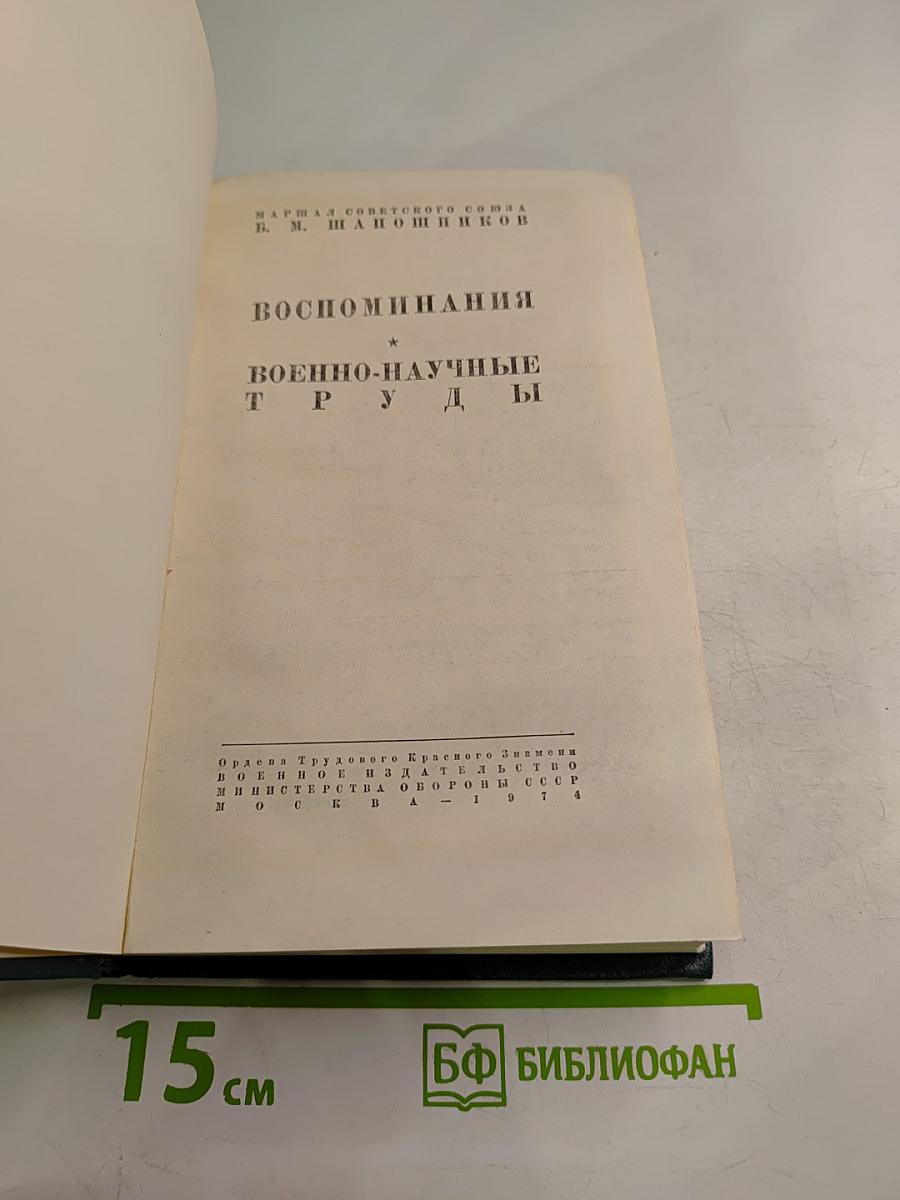 МАРШАЛ СОВЕТСКОГО СОЮЗА
Б. М. ШАПОШНИКОВ
ВОСПОМИНАНИЯ
★
ВОЕННО-НАУЧНЫЕ
ТРУДЫ
Ордена Трудового Красного Знамени
ВОЕННОЕ ИЗДАТЕЛЬСТВО
МИНИСТЕРСТВА ОБОРОНЫ СССР
МОСКВА — 1974
15 см
БФ БИБЛИОФАН